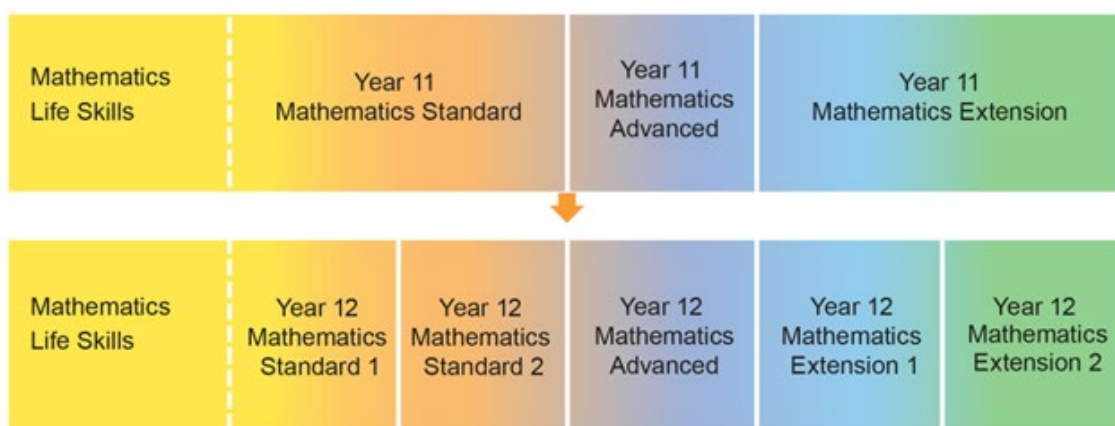 Mathematics
Life Skills
Year 11
Mathematics Standard
Year 11
Mathematics
Advanced
Year 11
Mathematics Extension
Mathematics
Life Skills
Year 12
Mathematics
Standard 1
Year 12
Mathematics
Standard 2
Year 12
Mathematics
Advanced
Year 12
Mathematics
Extension 1
Year 12
Mathematics
Extension 2